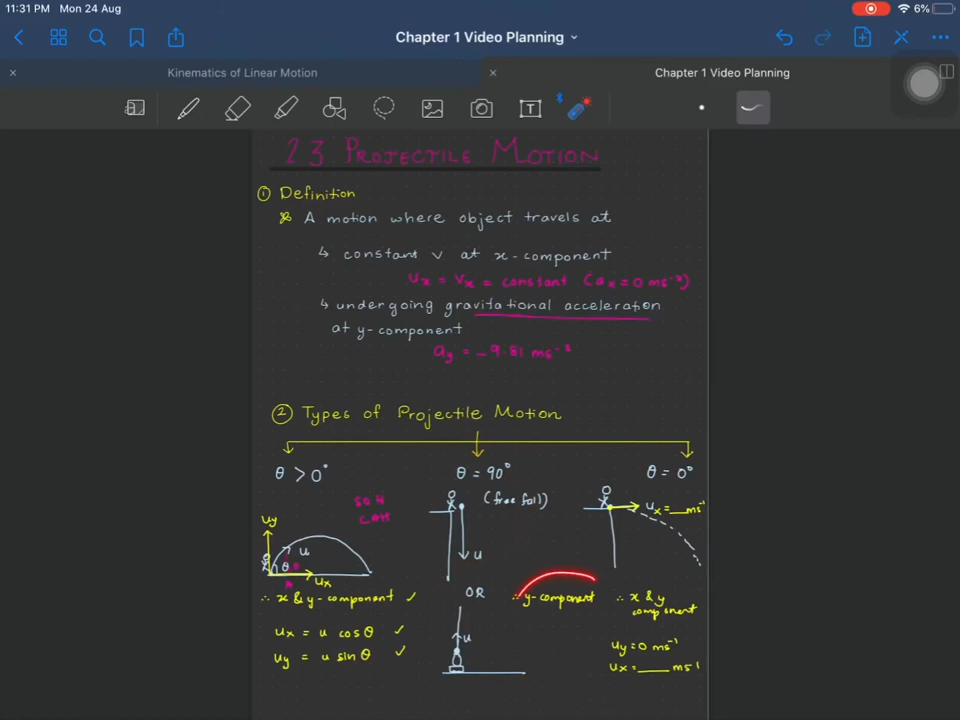 11:31 PM Mon 24 Aug
6%
Chapter 1 Video Planning
Kinematics of Linear Motion
Chapter 1 Video Planning
2.3 PROJECTILE MOTION
① Definition
A motion where object travels at
↳ constant v at x-component
ux = vx = constant (ax = 0 ms⁻²)
↳ undergoing gravitational acceleration
at y-component
ay = -9.81 ms⁻²
② Types of Projectile Motion
θ > 0°
θ = 90°
θ = 0°
(free fall)
SOH
CAH
ux = ___ ms⁻¹
uy
u
θ
ux
u
∴ x & y-component ✓
OR
∴ y-component
∴ x & y
component
ux = u cos θ ✓
uy = u sin θ ✓
u
uy = 0 ms⁻¹
ux = ___ ms⁻¹